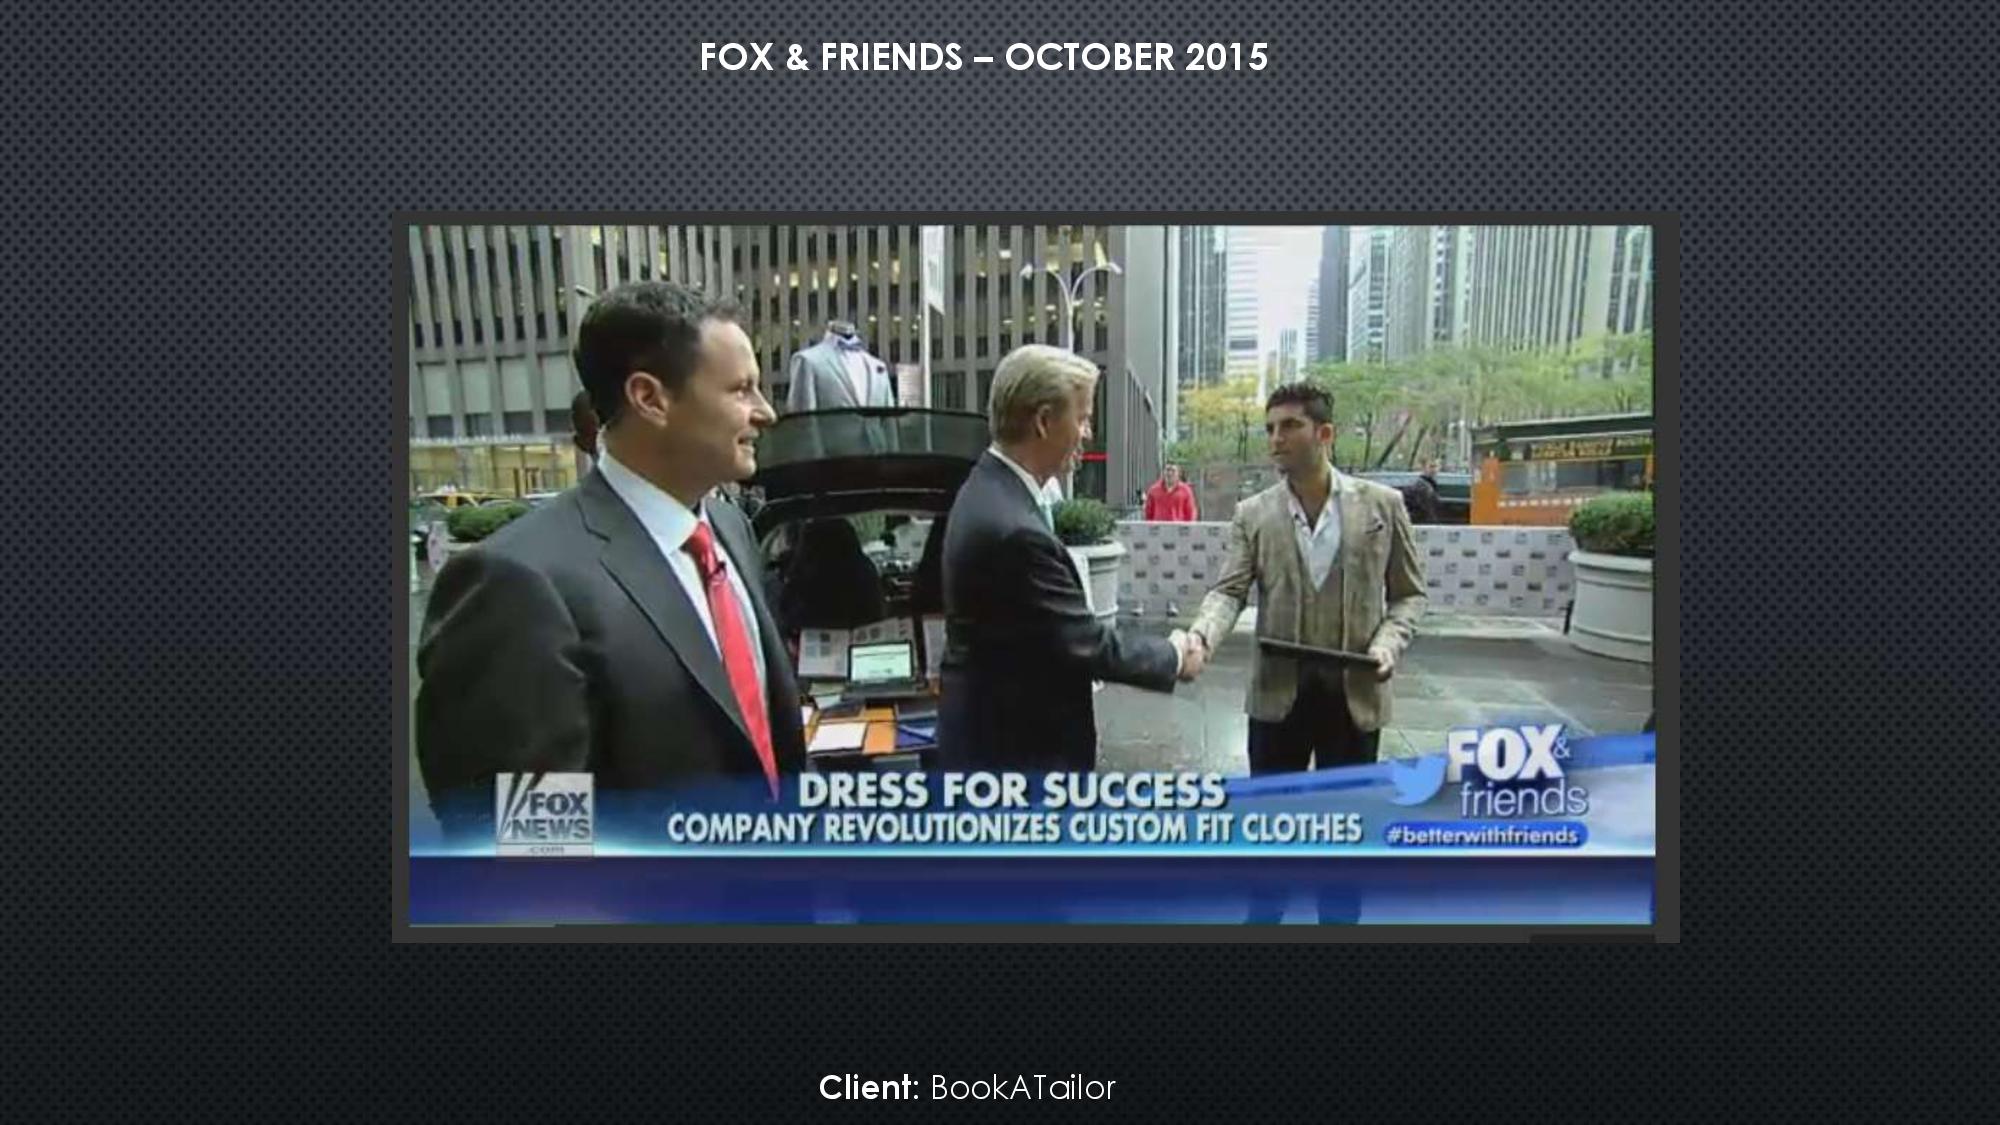 FOX & FRIENDS – OCTOBER 2015
DRESS FOR SUCCESS
COMPANY REVOLUTIONIZES CUSTOM FIT CLOTHES
FOX
NEWS
.com
FOX&
friends
#betterwithfriends
Client: BookATailor